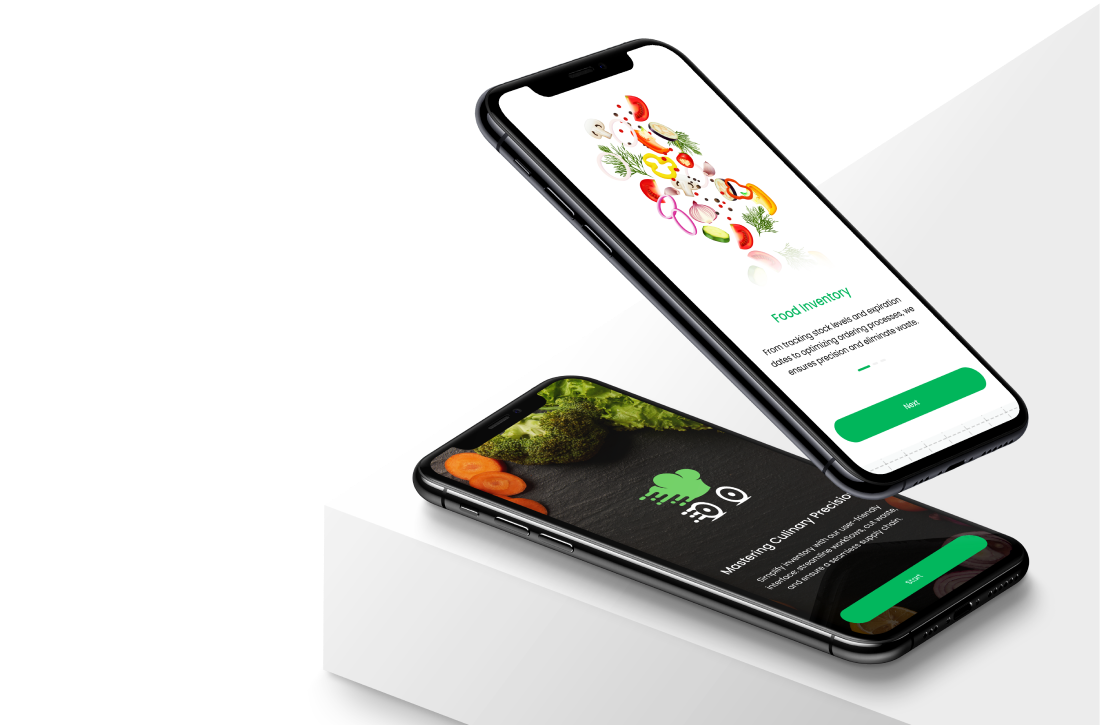 Food Inventory
From tracking stock levels and expiration
dates to optimizing ordering processes, we
ensures precision and eliminate waste.
Next
Mastering Culinary Precision
Simplify inventory with our user-friendly
interface: streamline workflows, cut waste,
and ensure a seamless supply chain.
Start